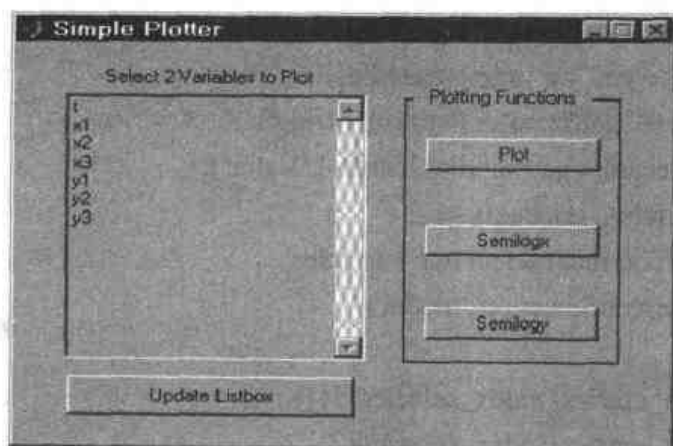 Simple Plotter
Select 2 Variables to Plot
t
x1
x2
x3
y1
y2
y3
Update Listbox
Plotting Functions
Plot
Semilogx
Semilogy